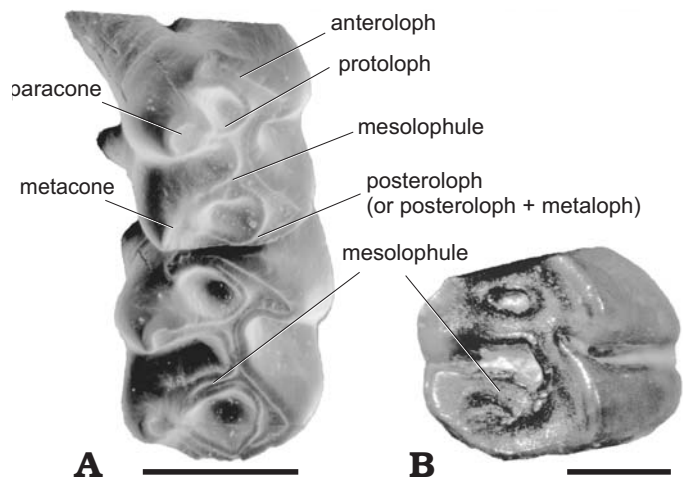 anteroloph
protoloph
paracone
mesolophule
metacone
posteroloph
(or posteroloph + metaloph)
mesolophule
A
B